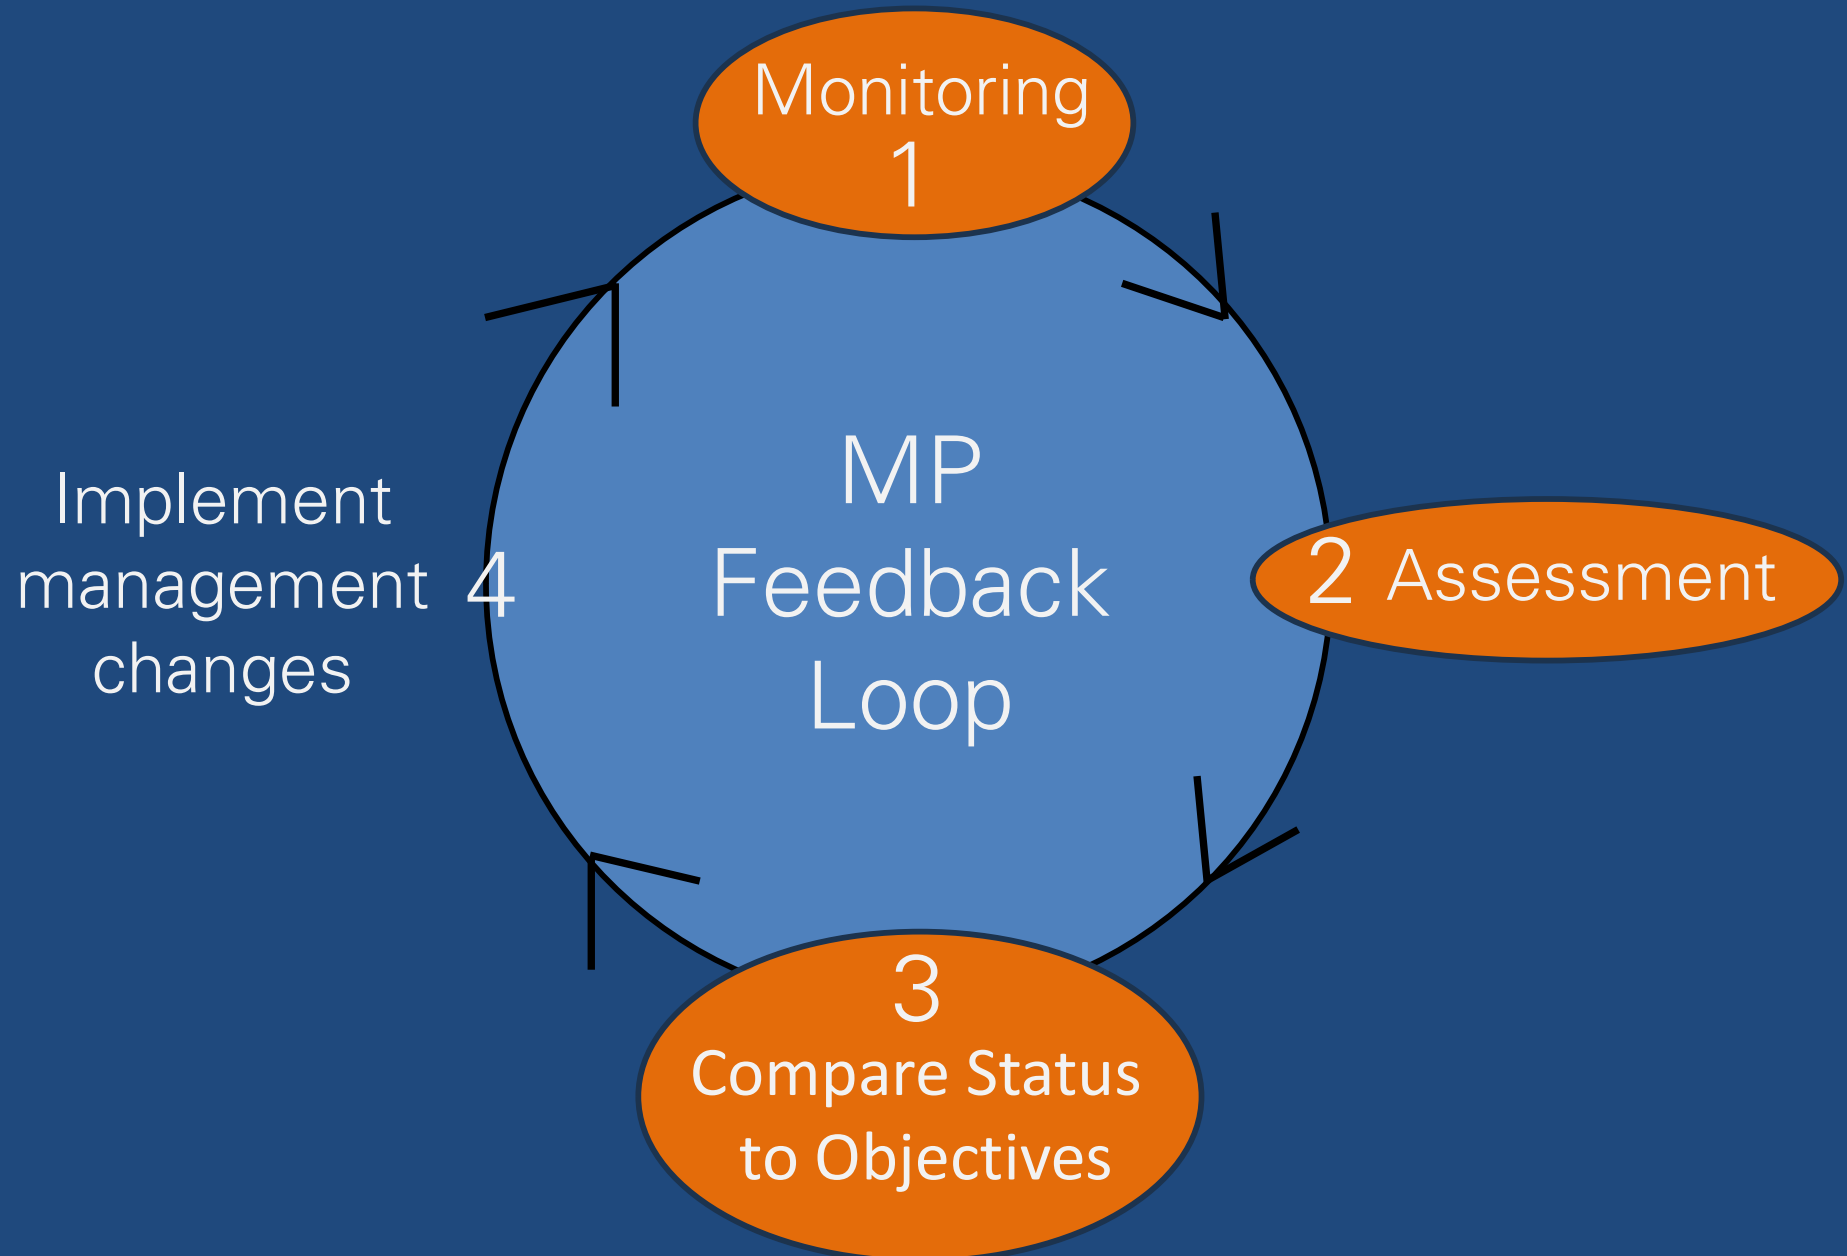 Monitoring
1
MP
Feedback
Loop
2 Assessment
3
Compare Status
to Objectives
Implement
management 4
changes